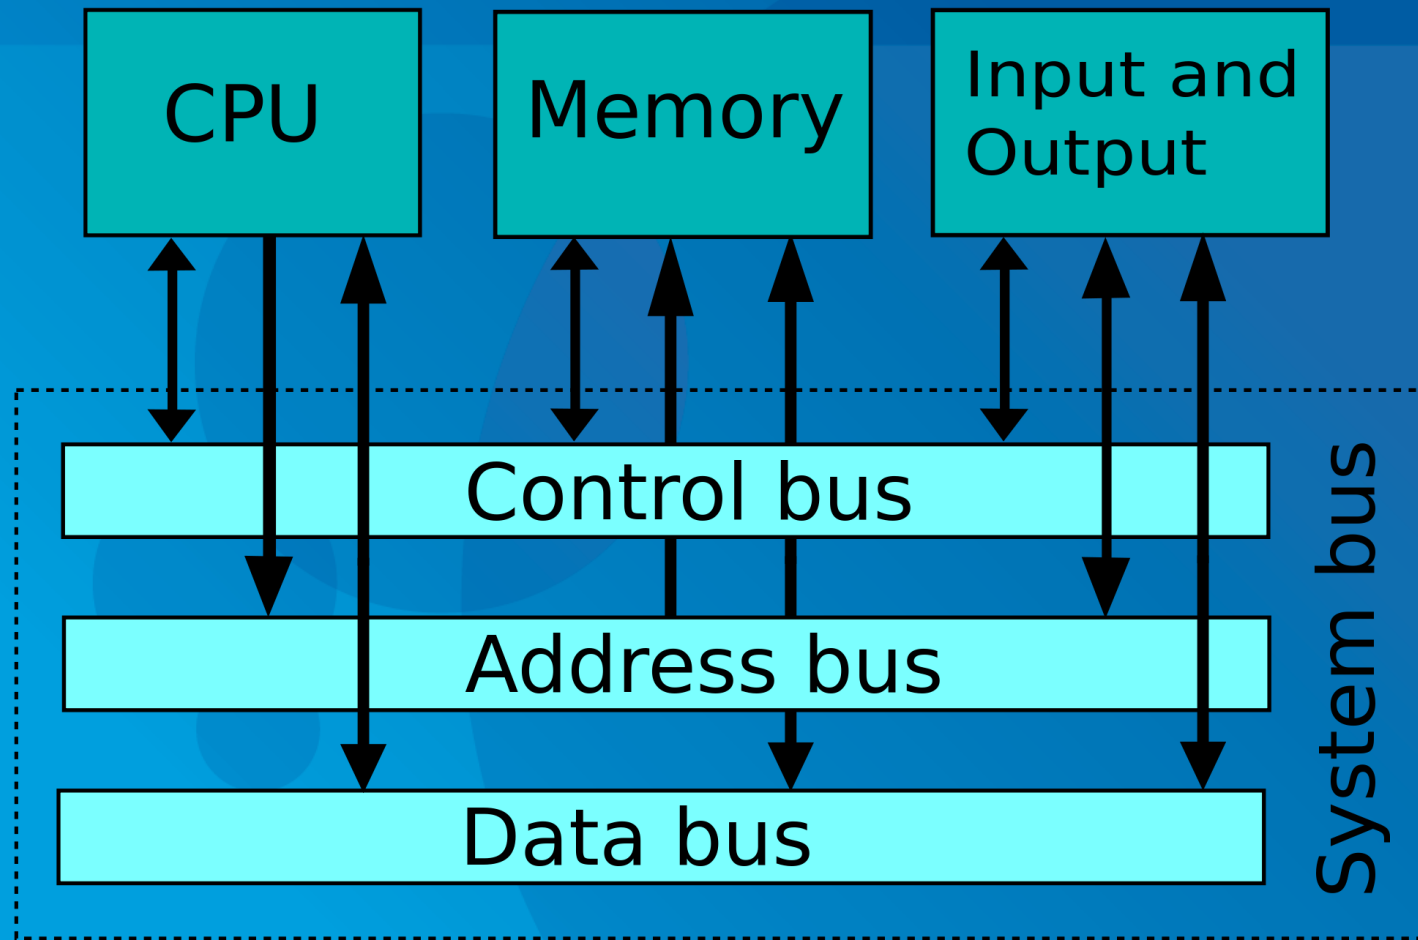 CPU
Memory
Input and
Output
Control bus
Address bus
Data bus
System bus